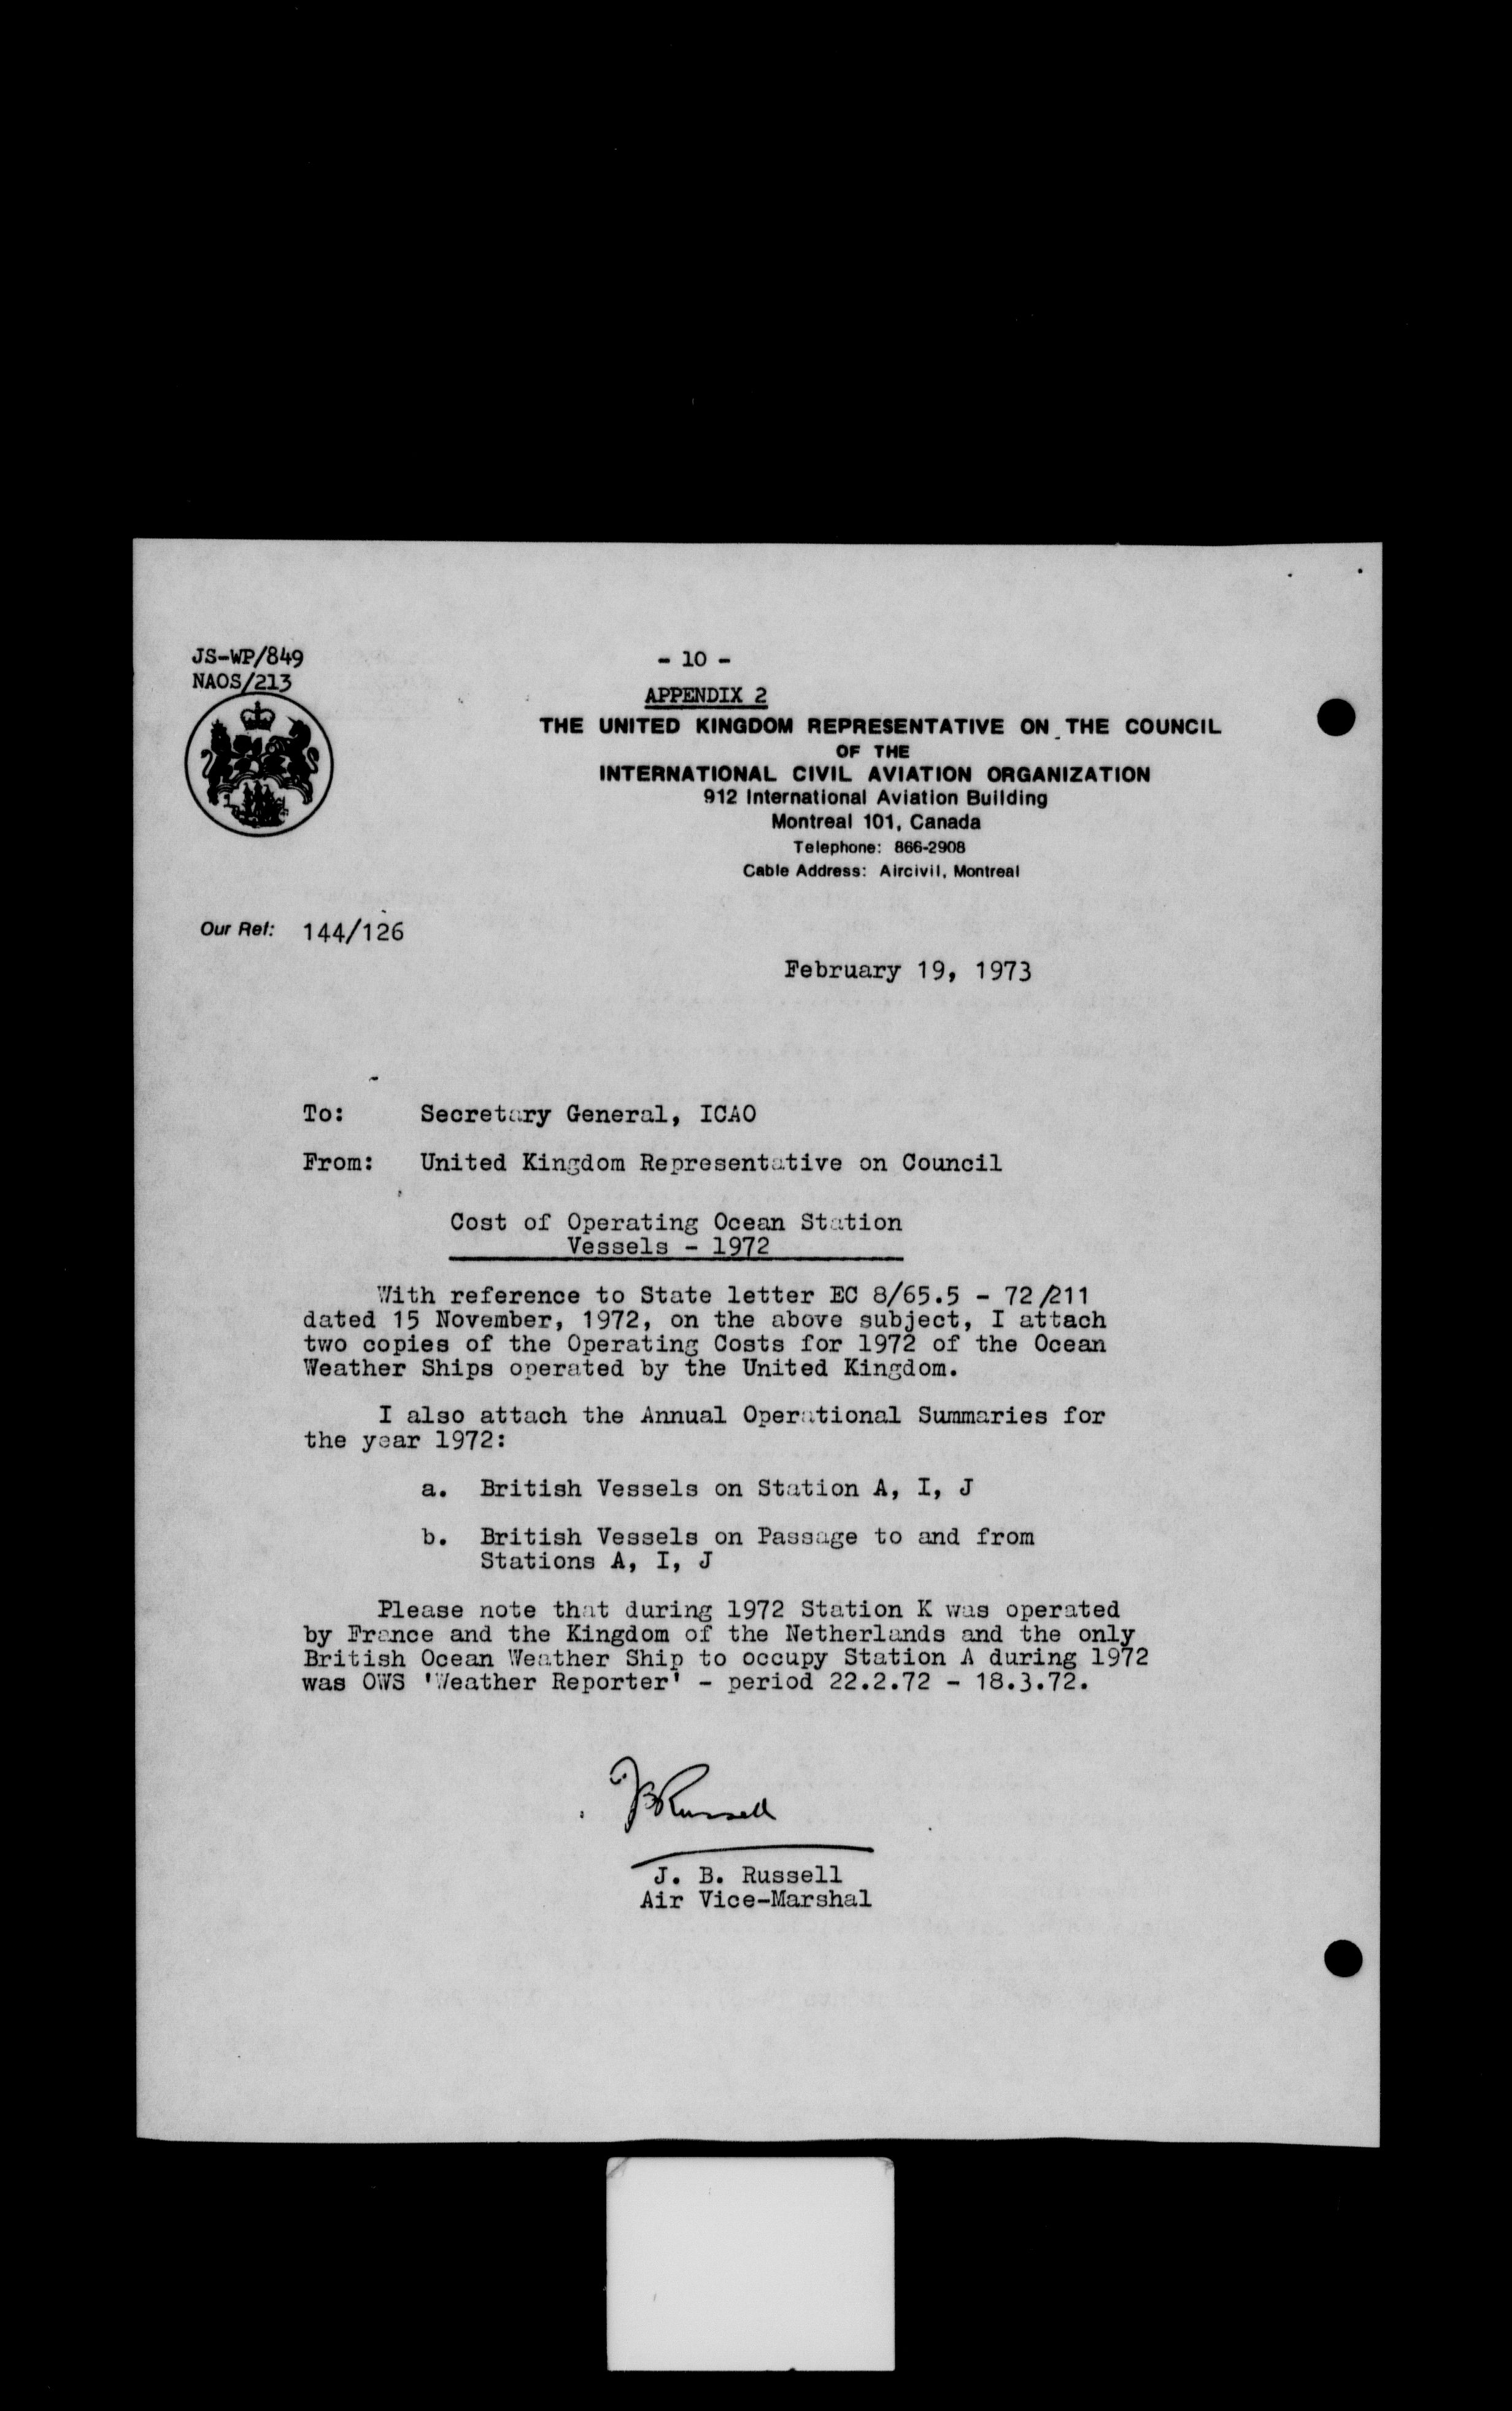 JS-WP/849
NAOS/213
- 10 -
APPENDIX 2
THE UNITED KINGDOM REPRESENTATIVE ON THE COUNCIL
OF THE
INTERNATIONAL CIVIL AVIATION ORGANIZATION
912 International Aviation Building
Montreal 101, Canada
Telephone: 866-2908
Cable Address: Aircivil, Montreal
Our Ref: 144/126
February 19, 1973
To: Secretary General, ICAO
From: United Kingdom Representative on Council
Cost of Operating Ocean Station
Vessels - 1972
With reference to State letter EC 8/65.5 - 72/211
dated 15 November, 1972, on the above subject, I attach
two copies of the Operating Costs for 1972 of the Ocean
Weather Ships operated by the United Kingdom.
I also attach the Annual Operational Summaries for
the year 1972:
a. British Vessels on Station A, I, J
b. British Vessels on Passage to and from
Stations A, I, J
Please note that during 1972 Station K was operated
by France and the Kingdom of the Netherlands and the only
British Ocean Weather Ship to occupy Station A during 1972
was OWS 'Weather Reporter' - period 22.2.72 - 18.3.72.
JBRussell
J. B. Russell
Air Vice-Marshal